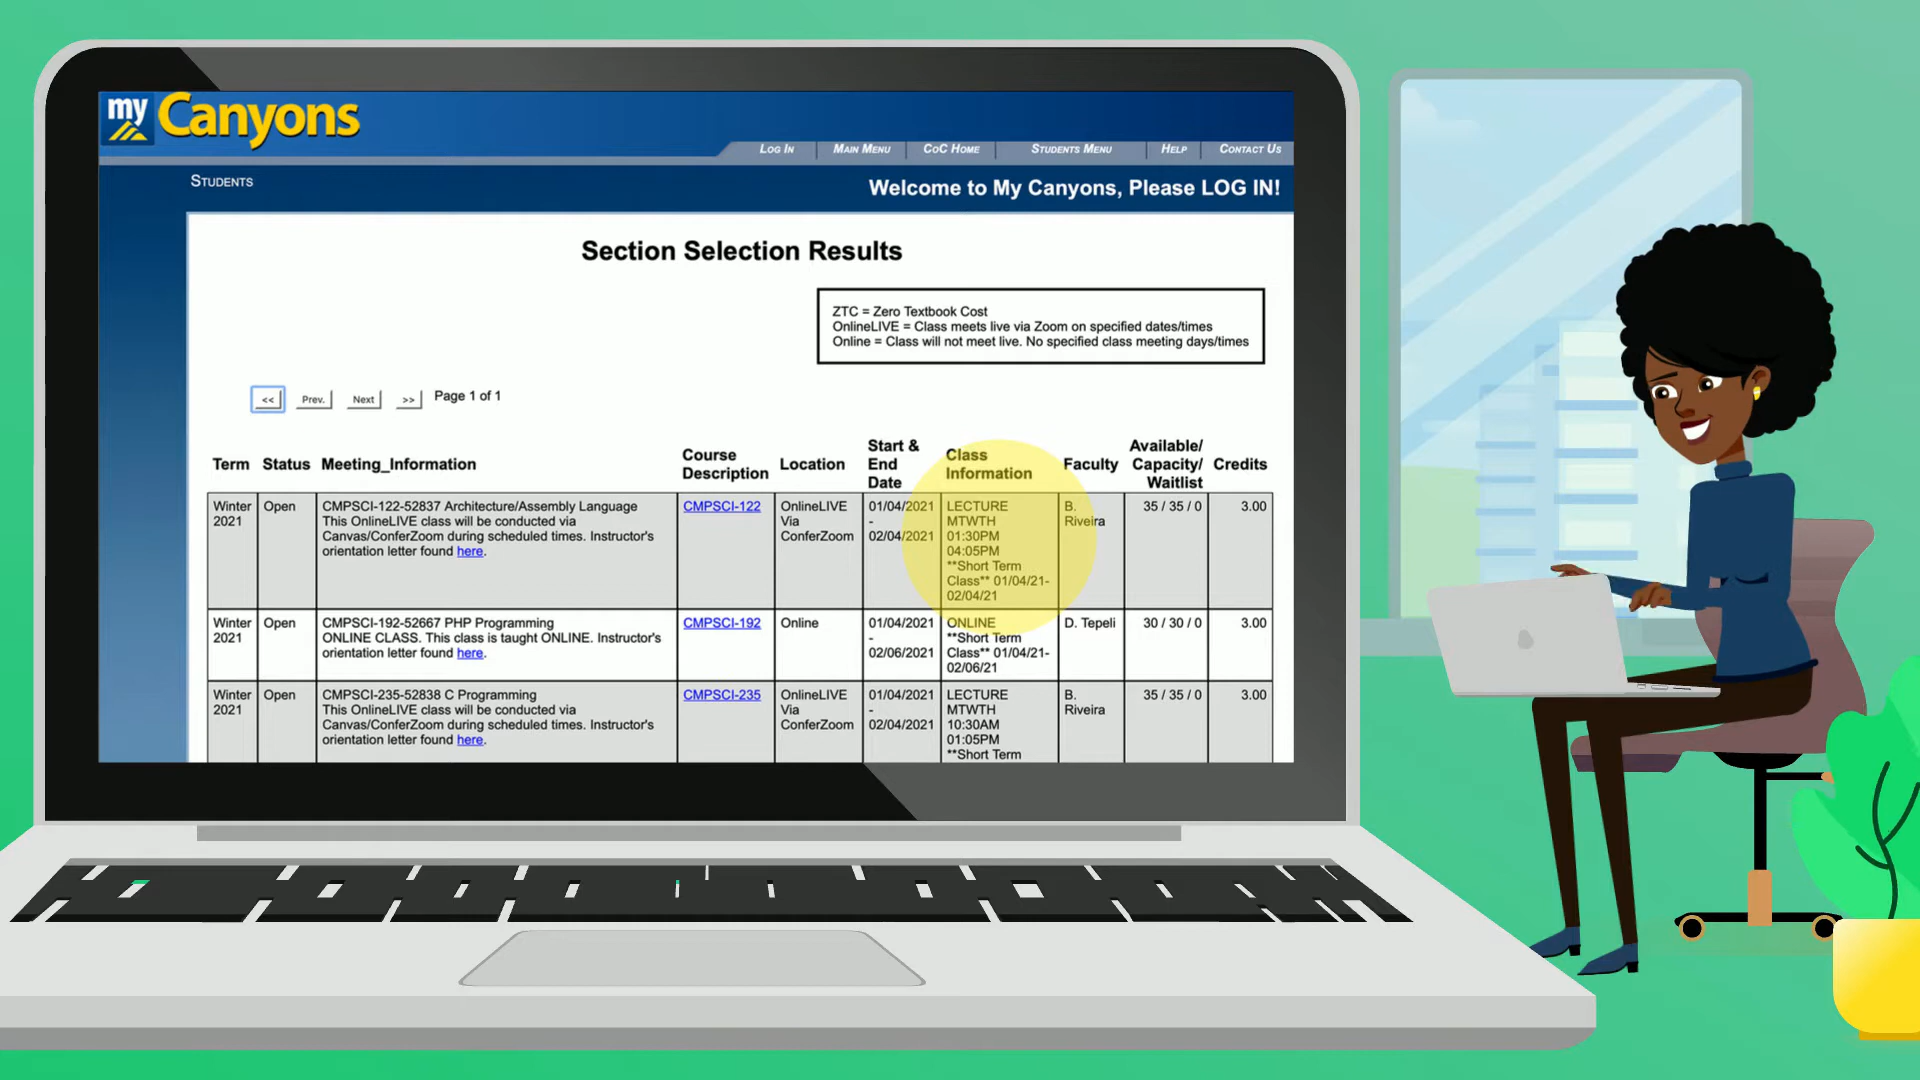 my Canyons
LOG IN MAIN MENU COC HOME STUDENTS MENU HELP CONTACT US
STUDENTS
Welcome to My Canyons, Please LOG IN!
Section Selection Results
ZTC = Zero Textbook Cost
OnlineLIVE = Class meets live via Zoom on specified dates/times
Online = Class will not meet live. No specified class meeting days/times
<< Prev. Next >> Page 1 of 1
Term Status Meeting_Information Course Description Location Start & End Date Class Information Faculty Available/ Capacity/ Waitlist Credits
Winter 2021
Open
CMPSCI-122-52837 Architecture/Assembly Language
This OnlineLIVE class will be conducted via
Canvas/ConferZoom during scheduled times. Instructor's
orientation letter found here.
CMPSCI-122
OnlineLIVE
Via
ConferZoom
01/04/2021
-
02/04/2021
LECTURE
MTWTH
01:30PM
04:05PM
**Short Term
Class** 01/04/21-
02/04/21
B.
Riveira
35 / 35 / 0
3.00
Winter 2021
Open
CMPSCI-192-52667 PHP Programming
ONLINE CLASS. This class is taught ONLINE. Instructor's
orientation letter found here.
CMPSCI-192
Online
01/04/2021
-
02/06/2021
ONLINE
**Short Term
Class** 01/04/21-
02/06/21
D. Tepeli
30 / 30 / 0
3.00
Winter 2021
Open
CMPSCI-235-52838 C Programming
This OnlineLIVE class will be conducted via
Canvas/ConferZoom during scheduled times. Instructor's
orientation letter found here.
CMPSCI-235
OnlineLIVE
Via
ConferZoom
01/04/2021
-
02/04/2021
LECTURE
MTWTH
10:30AM
01:05PM
**Short Term
B.
Riveira
35 / 35 / 0
3.00